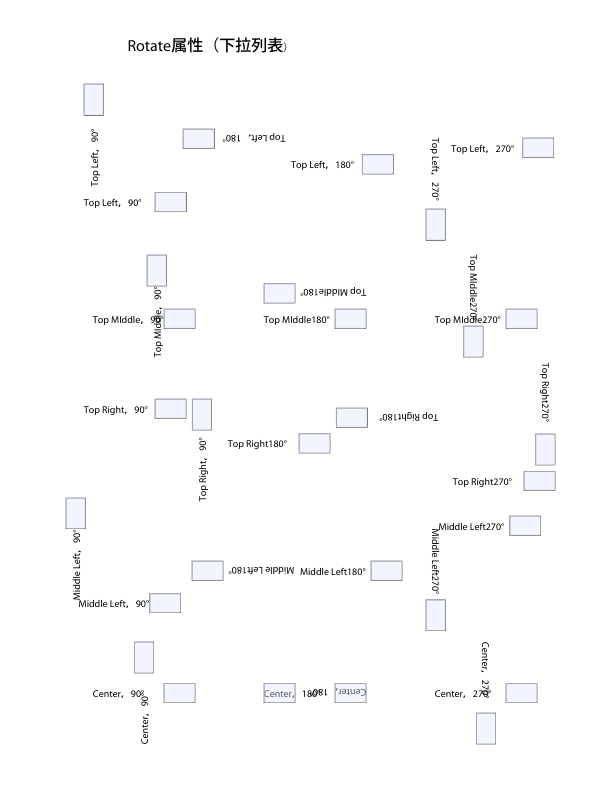 Rotate属性（下拉列表）
Top Left， 90°
Top Left， 180°
Top Left， 180°
Top Left， 270°
Top Left， 270°
Top Left， 90°
Top MIddle， 90°
Top MIddle， 90°
Top MIddle180°
Top MIddle180°
Top MIddle270°
Top MIddle270°
Top Right， 90°
Top Right， 90°
Top Right180°
Top Right180°
Top Right270°
Top Right270°
Middle Left， 90°
Middle Left， 90°
Middle Left180°
Middle Left180°
Middle Left270°
Middle Left270°
Center， 90°
Center， 90°
Center， 180°
Center， 180°
Center， 270°
Center， 270°